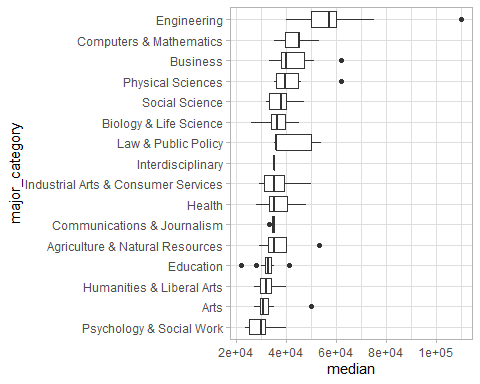 Engineering
Computers & Mathematics
Business
Physical Sciences
Social Science
Biology & Life Science
Law & Public Policy
Interdisciplinary
Industrial Arts & Consumer Services
Health
Communications & Journalism
Agriculture & Natural Resources
Education
Humanities & Liberal Arts
Arts
Psychology & Social Work
major_category
2e+04 4e+04 6e+04 8e+04 1e+05
median